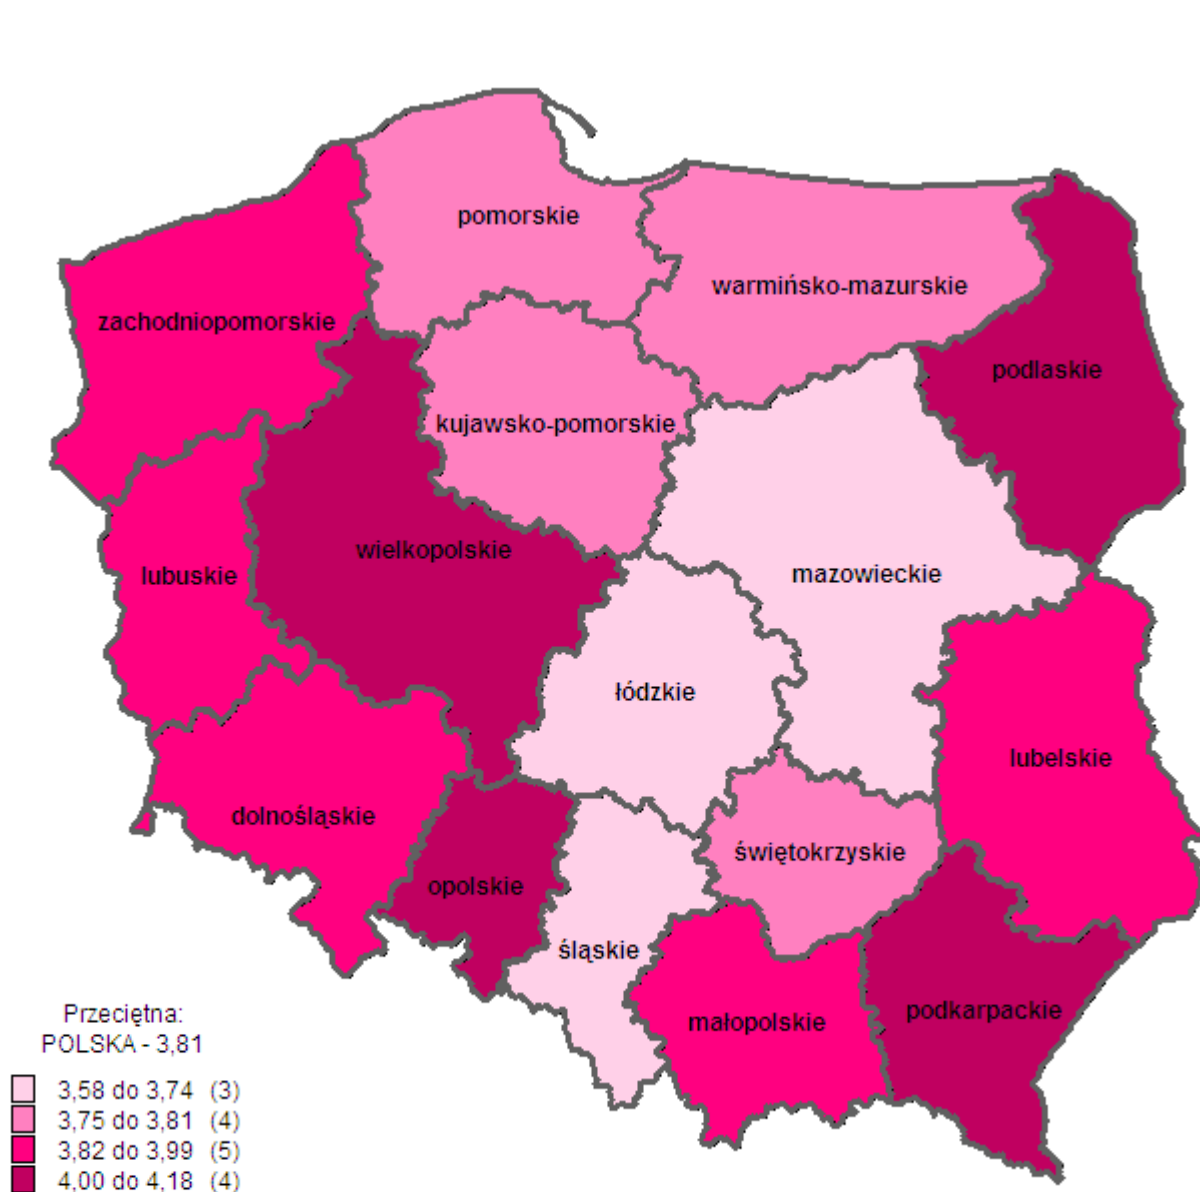 pomorskie
warmińsko-mazurskie
zachodniopomorskie
podlaskie
kujawsko-pomorskie
wielkopolskie
lubuskie
mazowieckie
łódzkie
lubelskie
dolnośląskie
świętokrzyskie
opolskie
śląskie
podkarpackie
małopolskie
Przeciętna:
POLSKA - 3,81
3,58 do 3,74 (3)
3,75 do 3,81 (4)
3,82 do 3,99 (5)
4,00 do 4,18 (4)